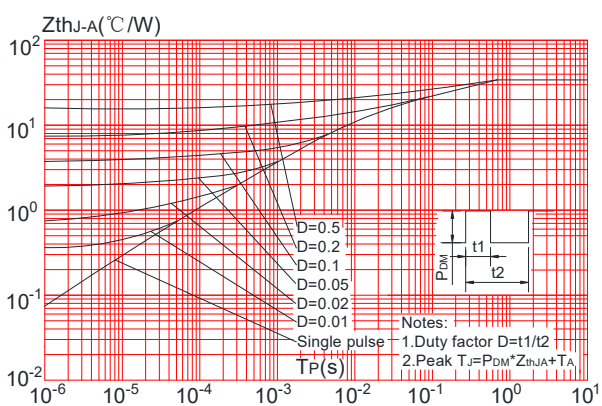 ZthJ-A(℃/W)
10²
10¹
10⁰
10⁻¹
10⁻²
D=0.5
D=0.2
D=0.1
D=0.05
D=0.02
D=0.01
Single pulse
TP(s)
PDM
t1
t2
Notes:
1.Duty factor D=t1/t2
2.Peak TJ=PDM*ZthJA+TA
10⁻⁶ 10⁻⁵ 10⁻⁴ 10⁻³ 10⁻² 10⁻¹ 10⁰ 10¹